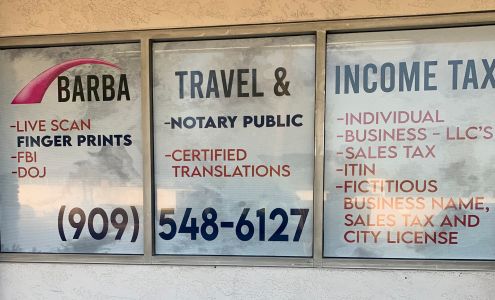 BARBA TRAVEL & INCOME TAX
-LIVE SCAN
FINGER PRINTS
-FBI
-DOJ
-NOTARY PUBLIC
-CERTIFIED
TRANSLATIONS
(909) 548-6127
-INDIVIDUAL
-BUSINESS - LLC'S
-SALES TAX
-ITIN
-FICTITIOUS
BUSINESS NAME,
SALES TAX AND
CITY LICENSE